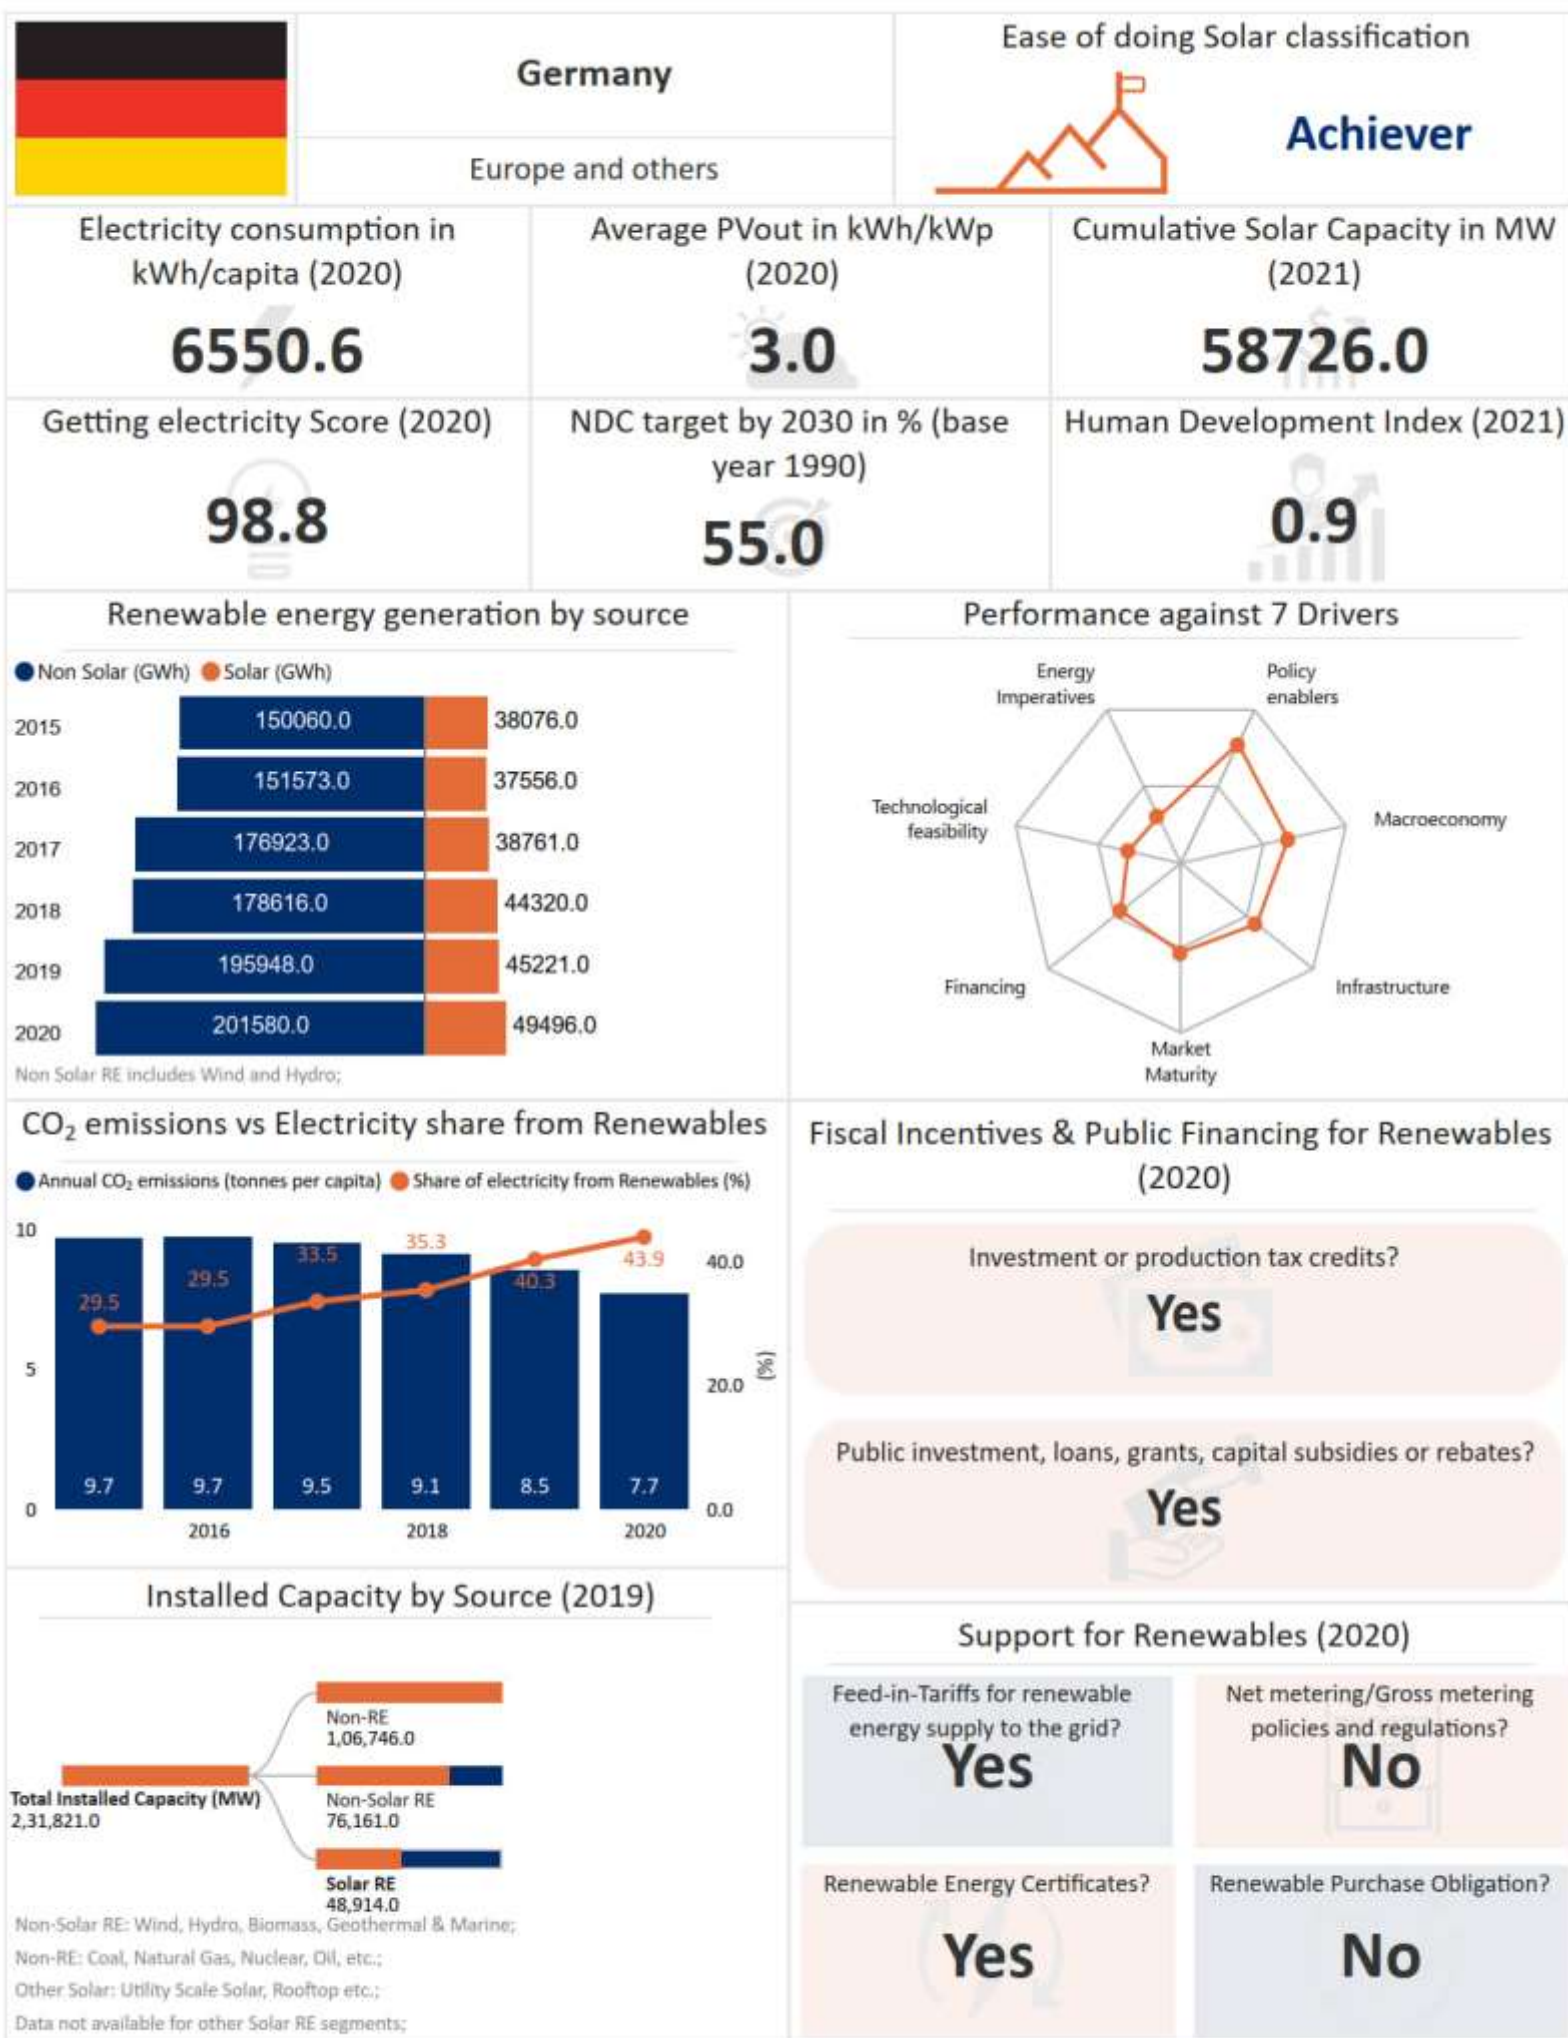 Germany
Europe and others
Ease of doing Solar classification
Achiever
Electricity consumption in
kWh/capita (2020)
6550.6
Average PVout in kWh/kWp
(2020)
3.0
Cumulative Solar Capacity in MW
(2021)
58726.0
Getting electricity Score (2020)
98.8
NDC target by 2030 in % (base
year 1990)
55.0
Human Development Index (2021)
0.9
Renewable energy generation by source
Non Solar (GWh) Solar (GWh)
2015 150060.0 38076.0
2016 151573.0 37556.0
2017 176923.0 38761.0
2018 178616.0 44320.0
2019 195948.0 45221.0
2020 201580.0 49496.0
Non Solar RE includes Wind and Hydro;
Performance against 7 Drivers
Energy
Imperatives
Policy
enablers
Technological
feasibility
Macroeconomy
Financing
Infrastructure
Market
Maturity
CO₂ emissions vs Electricity share from Renewables
Annual CO₂ emissions (tonnes per capita) Share of electricity from Renewables (%)
10
5
0
29.5 29.5 33.5 35.3 40.3 43.9
9.7 9.7 9.5 9.1 8.5 7.7
40.0
20.0
0.0
(%)
2016 2018 2020
Fiscal Incentives & Public Financing for Renewables
(2020)
Investment or production tax credits?
Yes
Public investment, loans, grants, capital subsidies or rebates?
Yes
Installed Capacity by Source (2019)
Total Installed Capacity (MW)
2,31,821.0
Non-RE
1,06,746.0
Non-Solar RE
76,161.0
Solar RE
48,914.0
Non-Solar RE: Wind, Hydro, Biomass, Geothermal & Marine;
Non-RE: Coal, Natural Gas, Nuclear, Oil, etc.;
Other Solar: Utility Scale Solar, Rooftop etc.;
Data not available for other Solar RE segments;
Support for Renewables (2020)
Feed-in-Tariffs for renewable
energy supply to the grid?
Yes
Net metering/Gross metering
policies and regulations?
No
Renewable Energy Certificates?
Yes
Renewable Purchase Obligation?
No